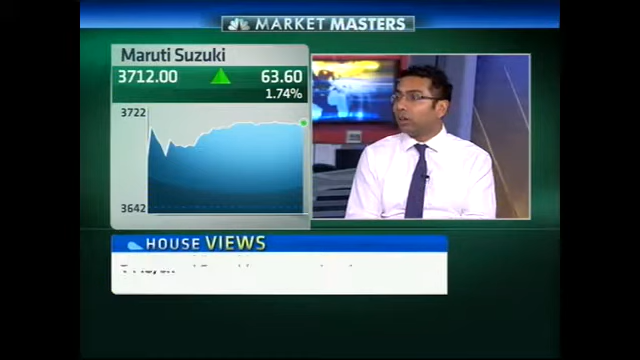 MARKET MASTERS
Maruti Suzuki
3712.00 63.60
1.74%
3722
3642
HOUSE VIEWS